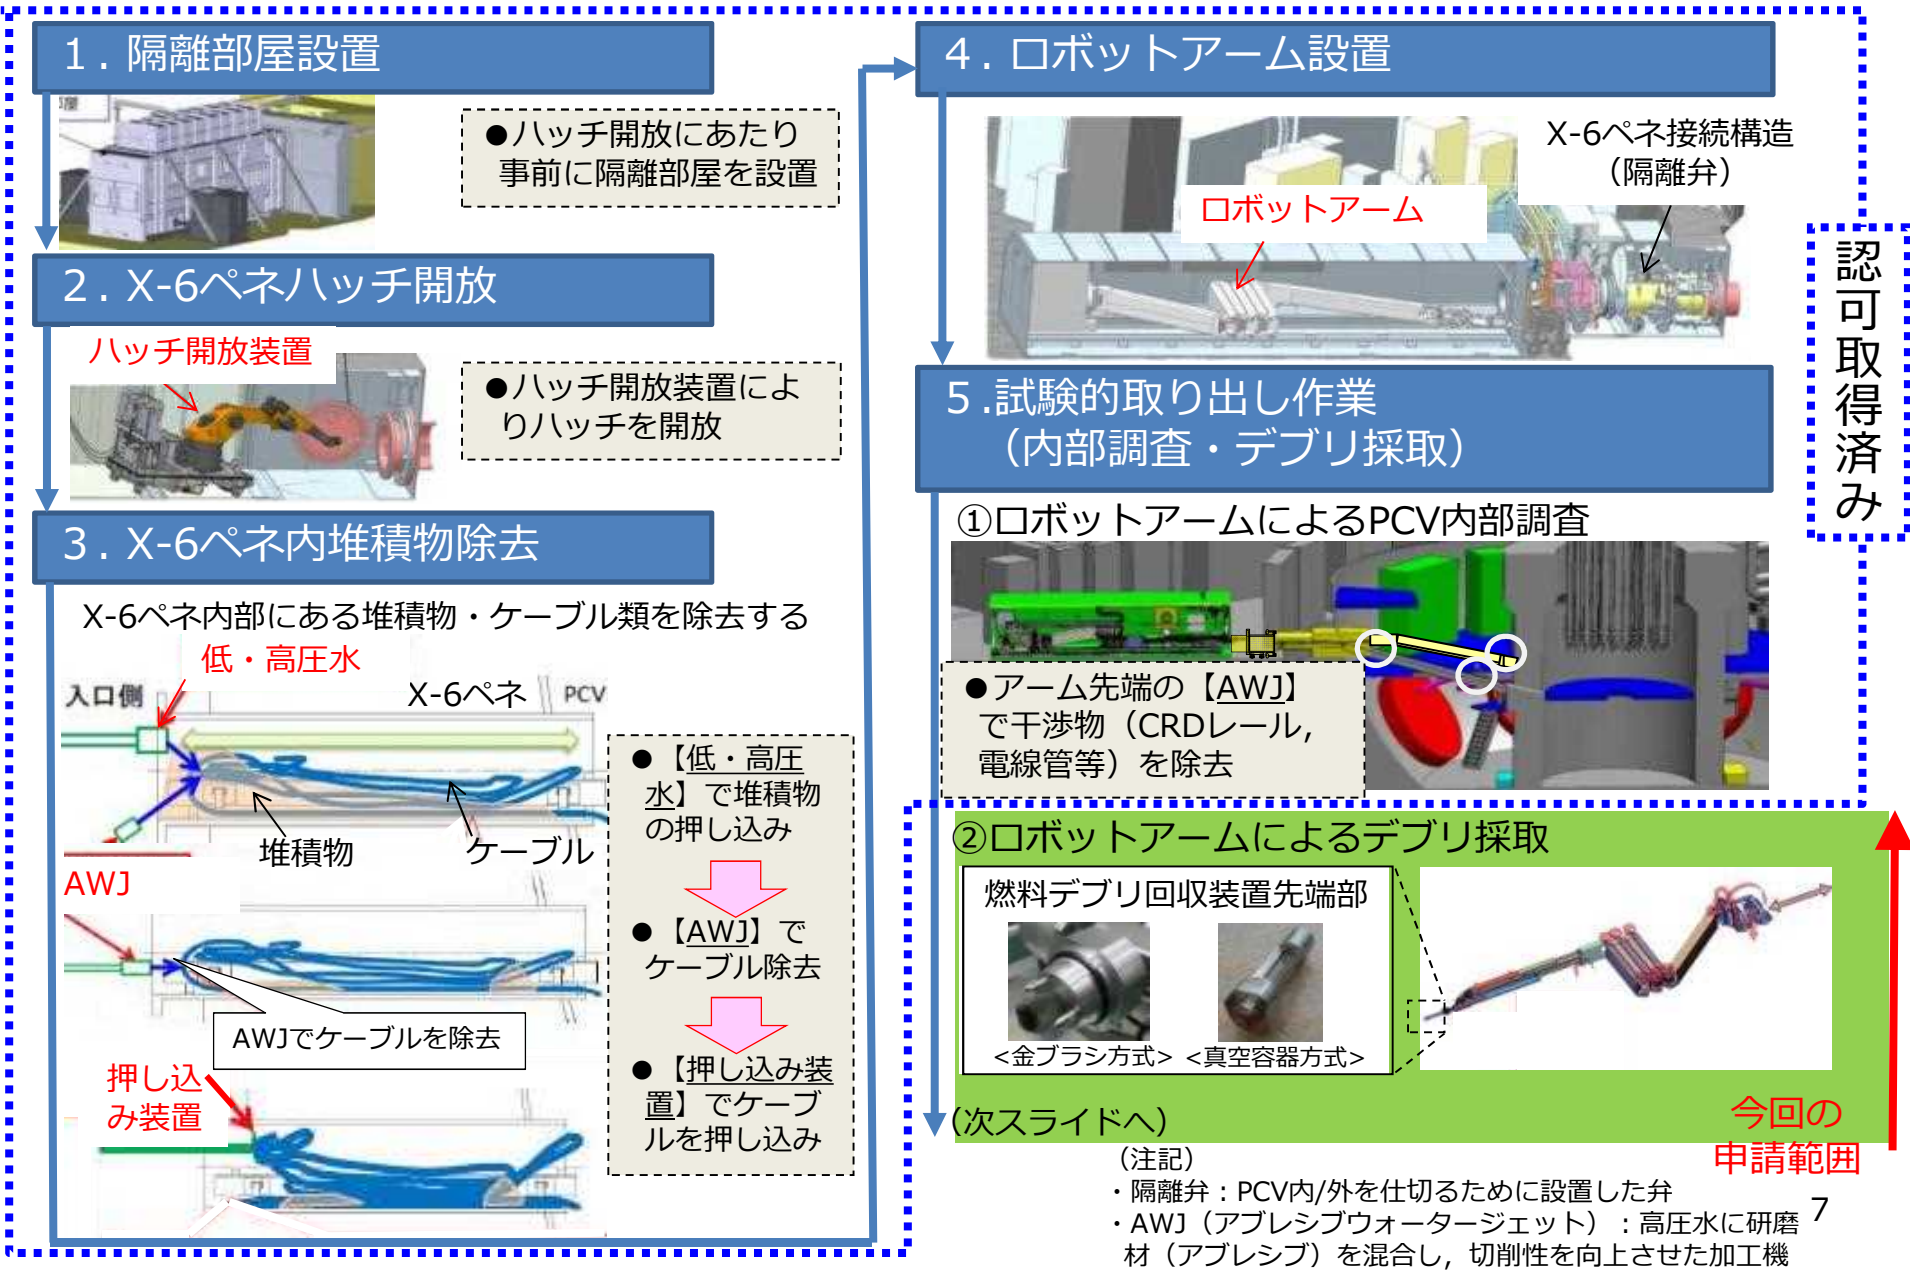 １．隔離部屋設置
部屋
●ハッチ開放にあたり
事前に隔離部屋を設置
２．X-6ペネハッチ開放
ハッチ開放装置
●ハッチ開放装置によ
りハッチを開放
３．X-6ペネ内堆積物除去
X-6ペネ内部にある堆積物・ケーブル類を除去する
低・高圧水
入口側
X-6ペネ
PCV
堆積物
ケーブル
AWJ
AWJでケーブルを除去
押し込
み装置
●【低・高圧
水】で堆積物
の押し込み
●【AWJ】で
ケーブル除去
●【押し込み装
置】でケーブ
ルを押し込み
４．ロボットアーム設置
X-6ペネ接続構造
（隔離弁）
ロボットアーム
５.試験的取り出し作業
（内部調査・デブリ採取）
①ロボットアームによるPCV内部調査
●アーム先端の【AWJ】
で干渉物（CRDレール，
電線管等）を除去
認可取得済み
②ロボットアームによるデブリ採取
燃料デブリ回収装置先端部
<金ブラシ方式>
<真空容器方式>
（次スライドへ）
今回の
申請範囲
（注記）
・隔離弁：PCV内/外を仕切るために設置した弁
・AWJ（アブレシブウォータージェット）：高圧水に研磨
材（アブレシブ）を混合し，切削性を向上させた加工機
7